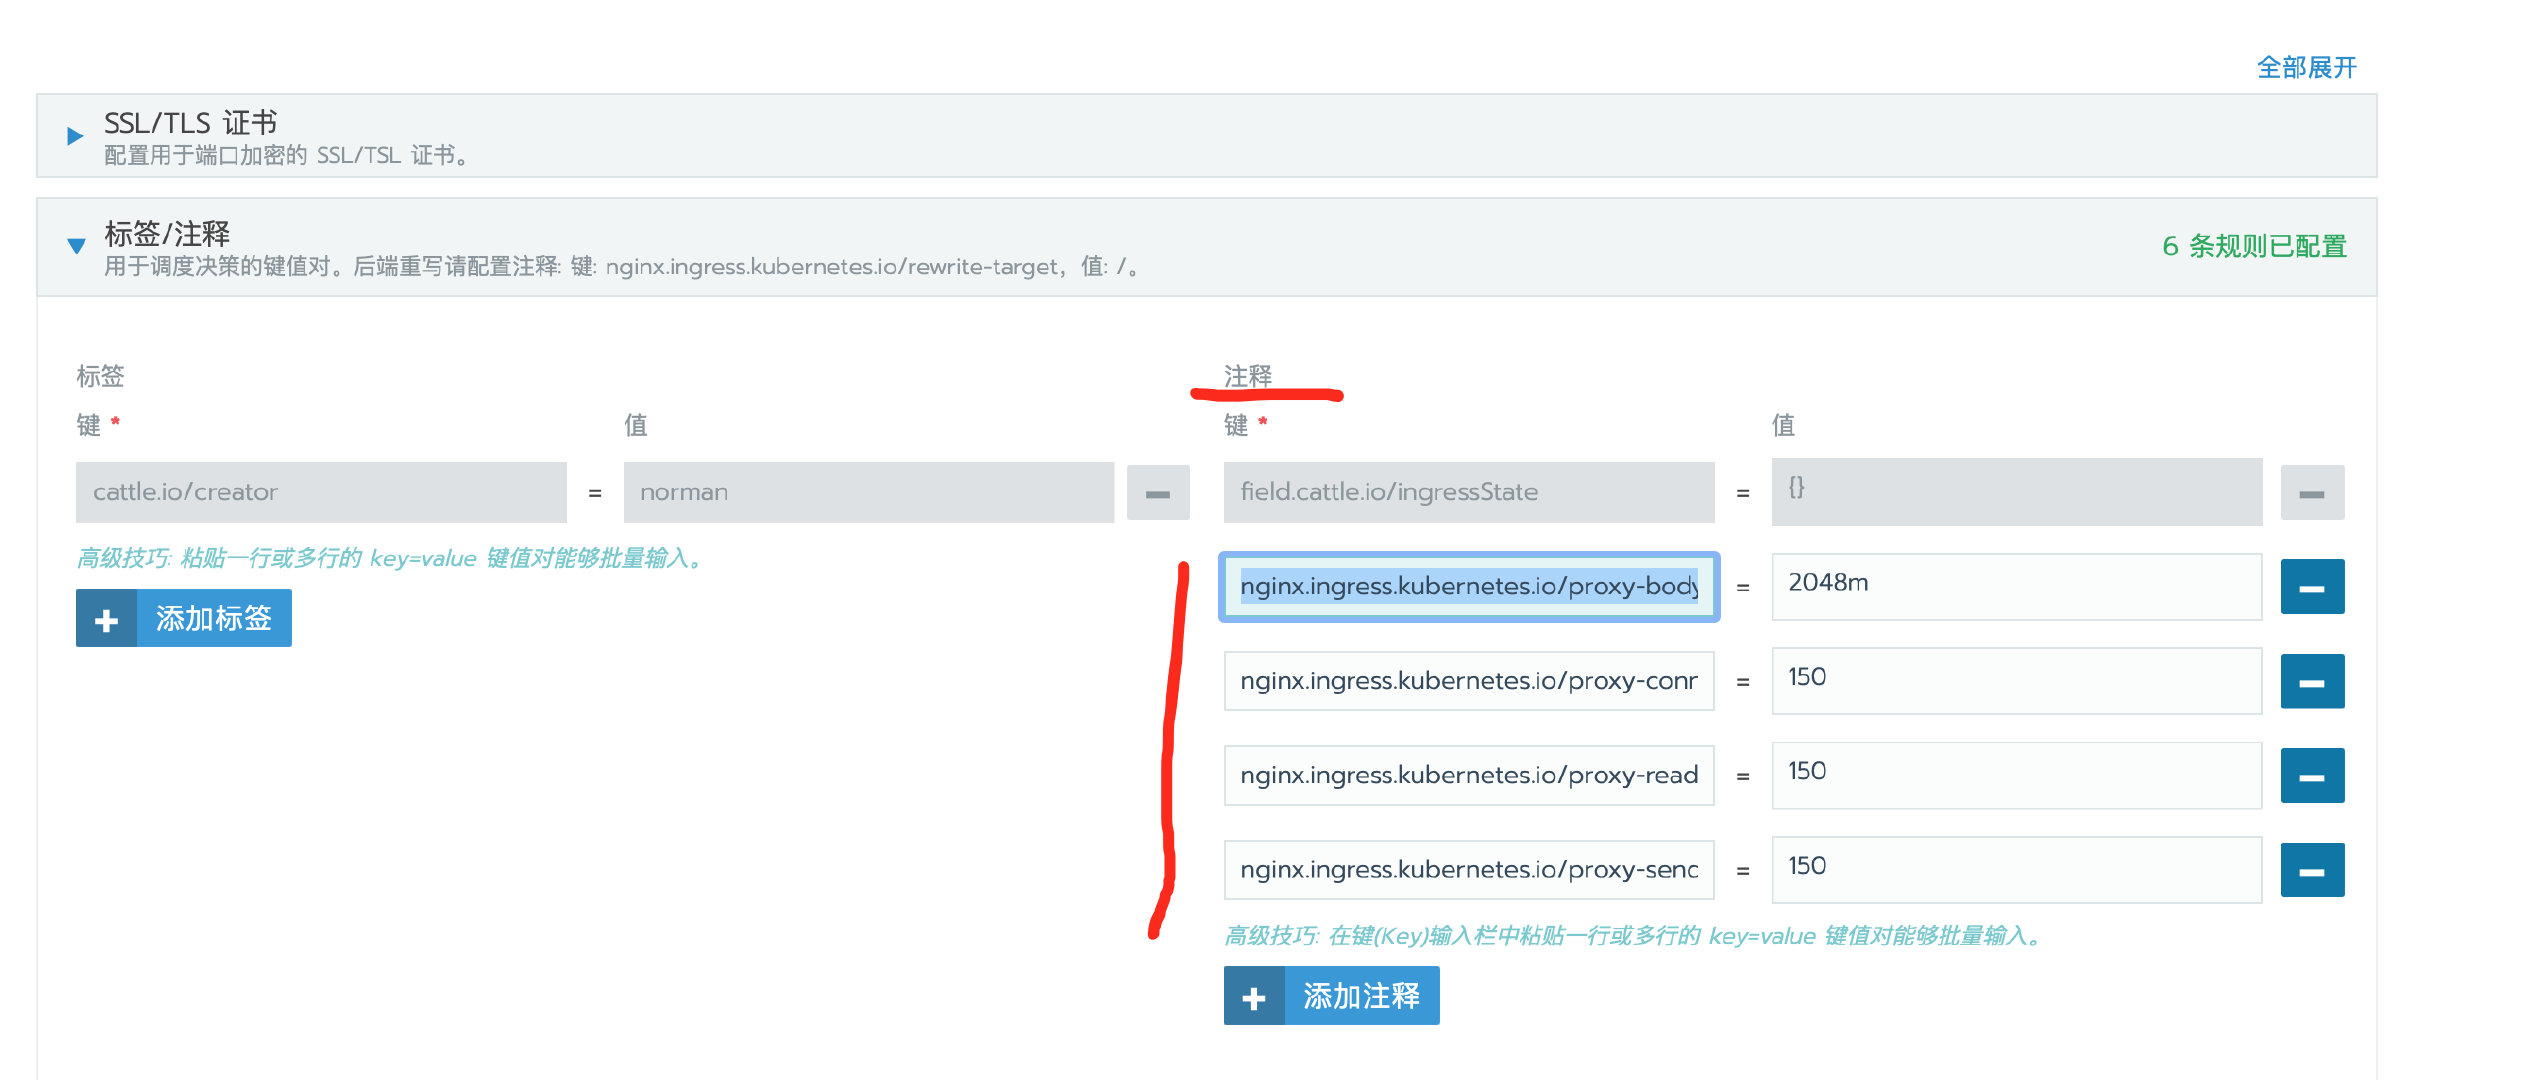 全部展开
SSL/TLS 证书
配置用于端口加密的 SSL/TSL 证书。
标签/注释
用于调度决策的键值对。后端重写请配置注释: 键: nginx.ingress.kubernetes.io/rewrite-target，值: /。
6 条规则已配置
标签
注释
键 * 值
键 * 值
cattle.io/creator = norman
field.cattle.io/ingressState = {}
高级技巧: 粘贴一行或多行的 key=value 键值对能够批量输入。
添加标签
nginx.ingress.kubernetes.io/proxy-body = 2048m
nginx.ingress.kubernetes.io/proxy-conn = 150
nginx.ingress.kubernetes.io/proxy-read = 150
nginx.ingress.kubernetes.io/proxy-send = 150
高级技巧: 在键(Key)输入栏中粘贴一行或多行的 key=value 键值对能够批量输入。
添加注释